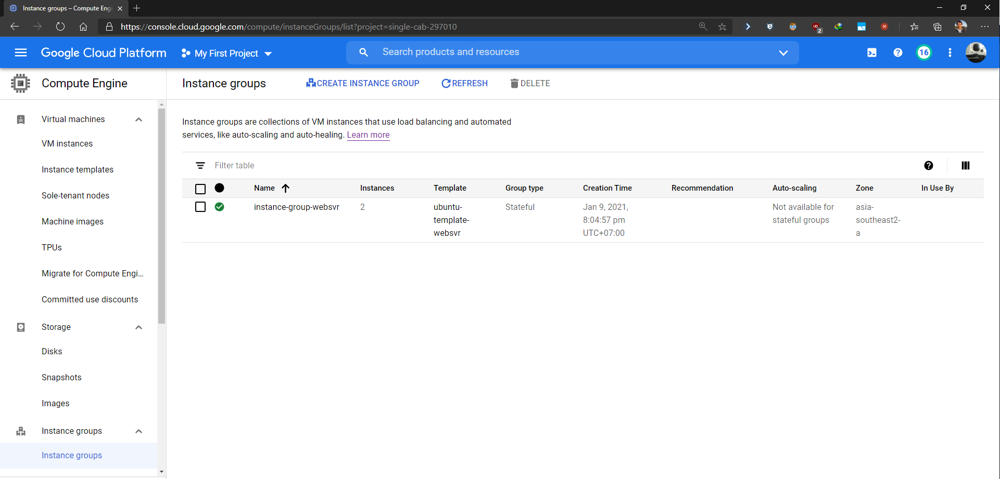 Instance groups – Compute Engi
https://console.cloud.google.com/compute/instanceGroups/list?project=single-cab-297010
2
Google Cloud Platform
My First Project
Search products and resources
16
Compute Engine
Instance groups
CREATE INSTANCE GROUP
REFRESH
DELETE
Virtual machines
VM instances
Instance templates
Sole-tenant nodes
Machine images
TPUs
Migrate for Compute Engi...
Committed use discounts
Storage
Disks
Snapshots
Images
Instance groups
Instance groups
Instance groups are collections of VM instances that use load balancing and automated
services, like auto-scaling and auto-healing. Learn more
Filter table
Name Instances Template Group type Creation Time Recommendation Auto-scaling Zone In Use By
instance-group-websvr 2 ubuntu- Stateful Jan 9, 2021, Not available for asia-
template- 8:04:57 pm stateful groups southeast2-
websvr UTC+07:00 a